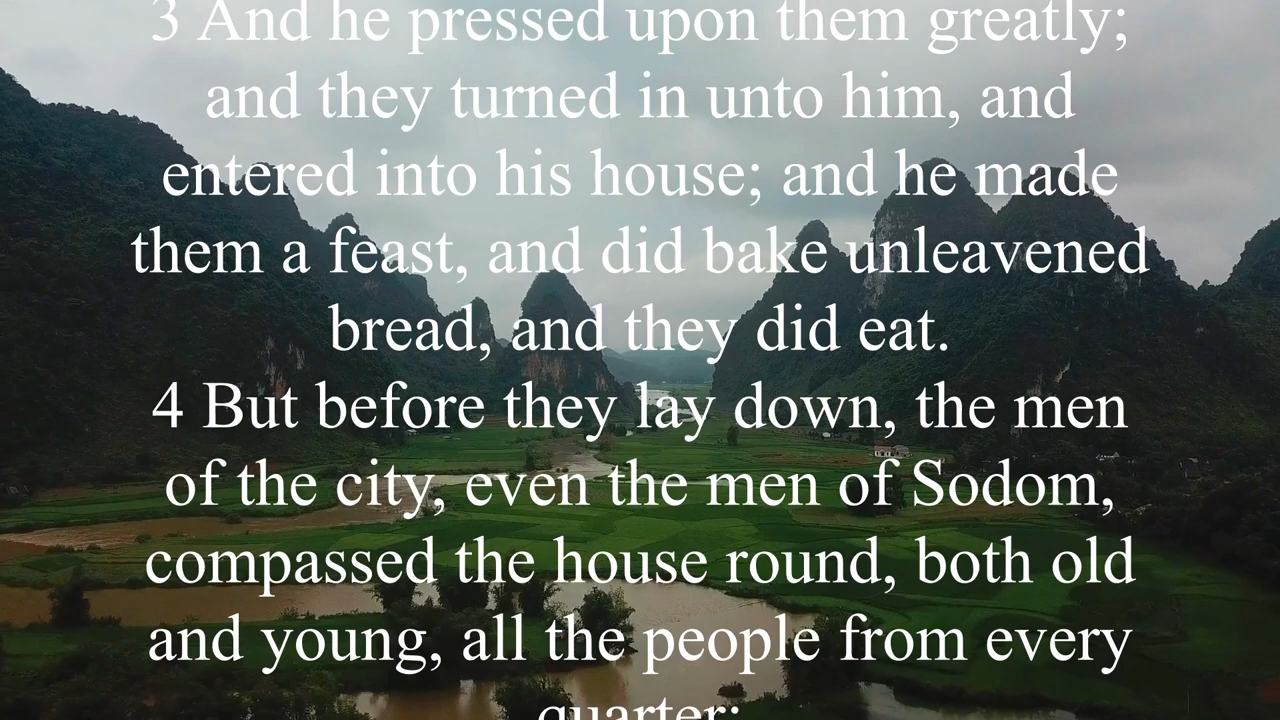 3 And he pressed upon them greatly;
and they turned in unto him, and
entered into his house; and he made
them a feast, and did bake unleavened
bread, and they did eat.
4 But before they lay down, the men
of the city, even the men of Sodom,
compassed the house round, both old
and young, all the people from every
quarter: